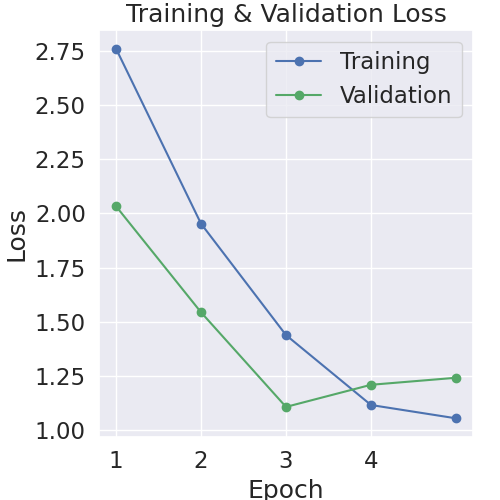 Training & Validation Loss
Training
Validation
2.75
2.50
2.25
2.00
1.75
1.50
1.25
1.00
Loss
1 2 3 4
Epoch